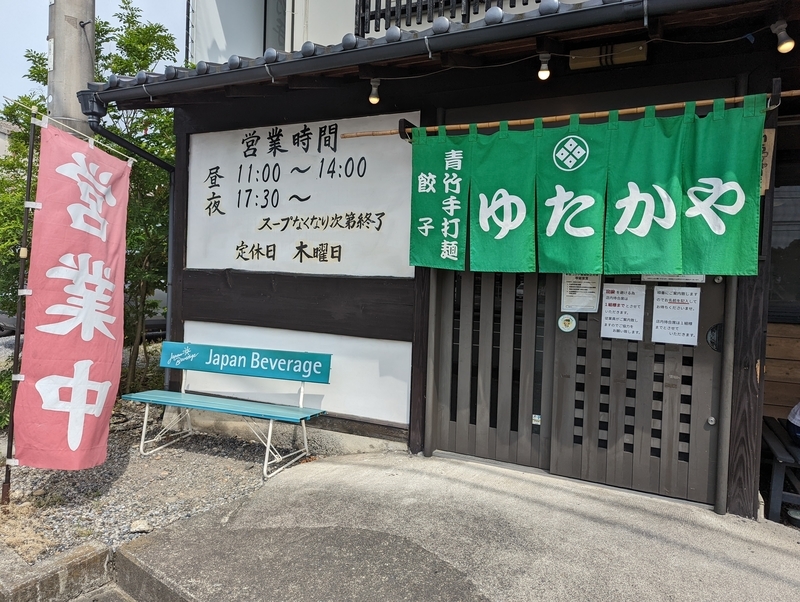 営業中
営業時間
昼 11:00 ～ 14:00
夜 17:30 ～
スープなくなり次第終了
定休日 木曜日
Japan Beverage
Japan Beverage
青竹手打麺
餃子
ゆたかや